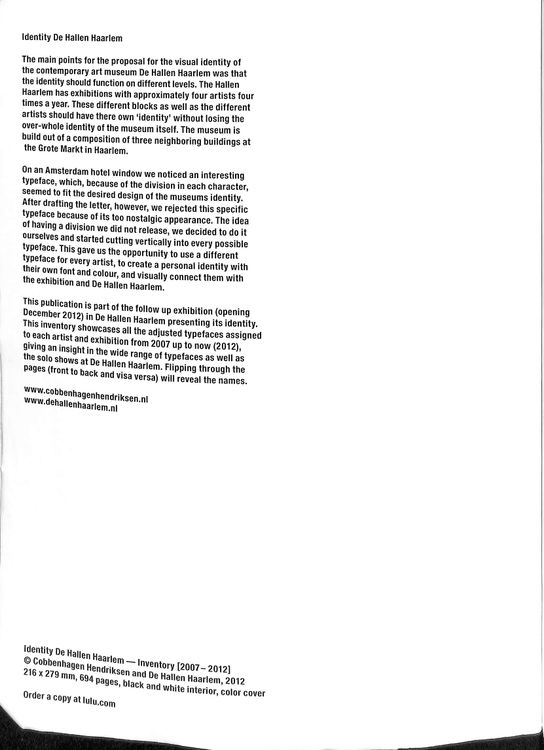 Identity De Hallen Haarlem
The main points for the proposal for the visual identity of
the contemporary art museum De Hallen Haarlem was that
the identity should function on different levels. The Hallen
Haarlem has exhibitions with approximately four artists four
times a year. These different blocks as well as the different
artists should have there own ‘identity’ without losing the
over-whole identity of the museum itself. The museum is
build out of a composition of three neighboring buildings at
the Grote Markt in Haarlem.
On an Amsterdam hotel window we noticed an interesting
typeface, which, because of the division in each character,
seemed to fit the desired design of the museums identity.
After drafting the letter, however, we rejected this specific
typeface because of its too nostalgic appearance. The idea
of having a division we did not release, we decided to do it
ourselves and started cutting vertically into every possible
typeface. This gave us the opportunity to use a different
typeface for every artist, to create a personal identity with
their own font and colour, and visually connect them with
the exhibition and De Hallen Haarlem.
This publication is part of the follow up exhibition (opening
December 2012) in De Hallen Haarlem presenting its identity.
This inventory showcases all the adjusted typefaces assigned
to each artist and exhibition from 2007 up to now (2012),
giving an insight in the wide range of typefaces as well as
the solo shows at De Hallen Haarlem. Flipping through the
pages (front to back and visa versa) will reveal the names.
www.cobbenhagenhendriksen.nl
www.dehallenhaarlem.nl
Identity De Hallen Haarlem — Inventory [2007–2012]
© Cobbenhagen Hendriksen and De Hallen Haarlem, 2012
216 x 279 mm, 694 pages, black and white interior, color cover
Order a copy at lulu.com